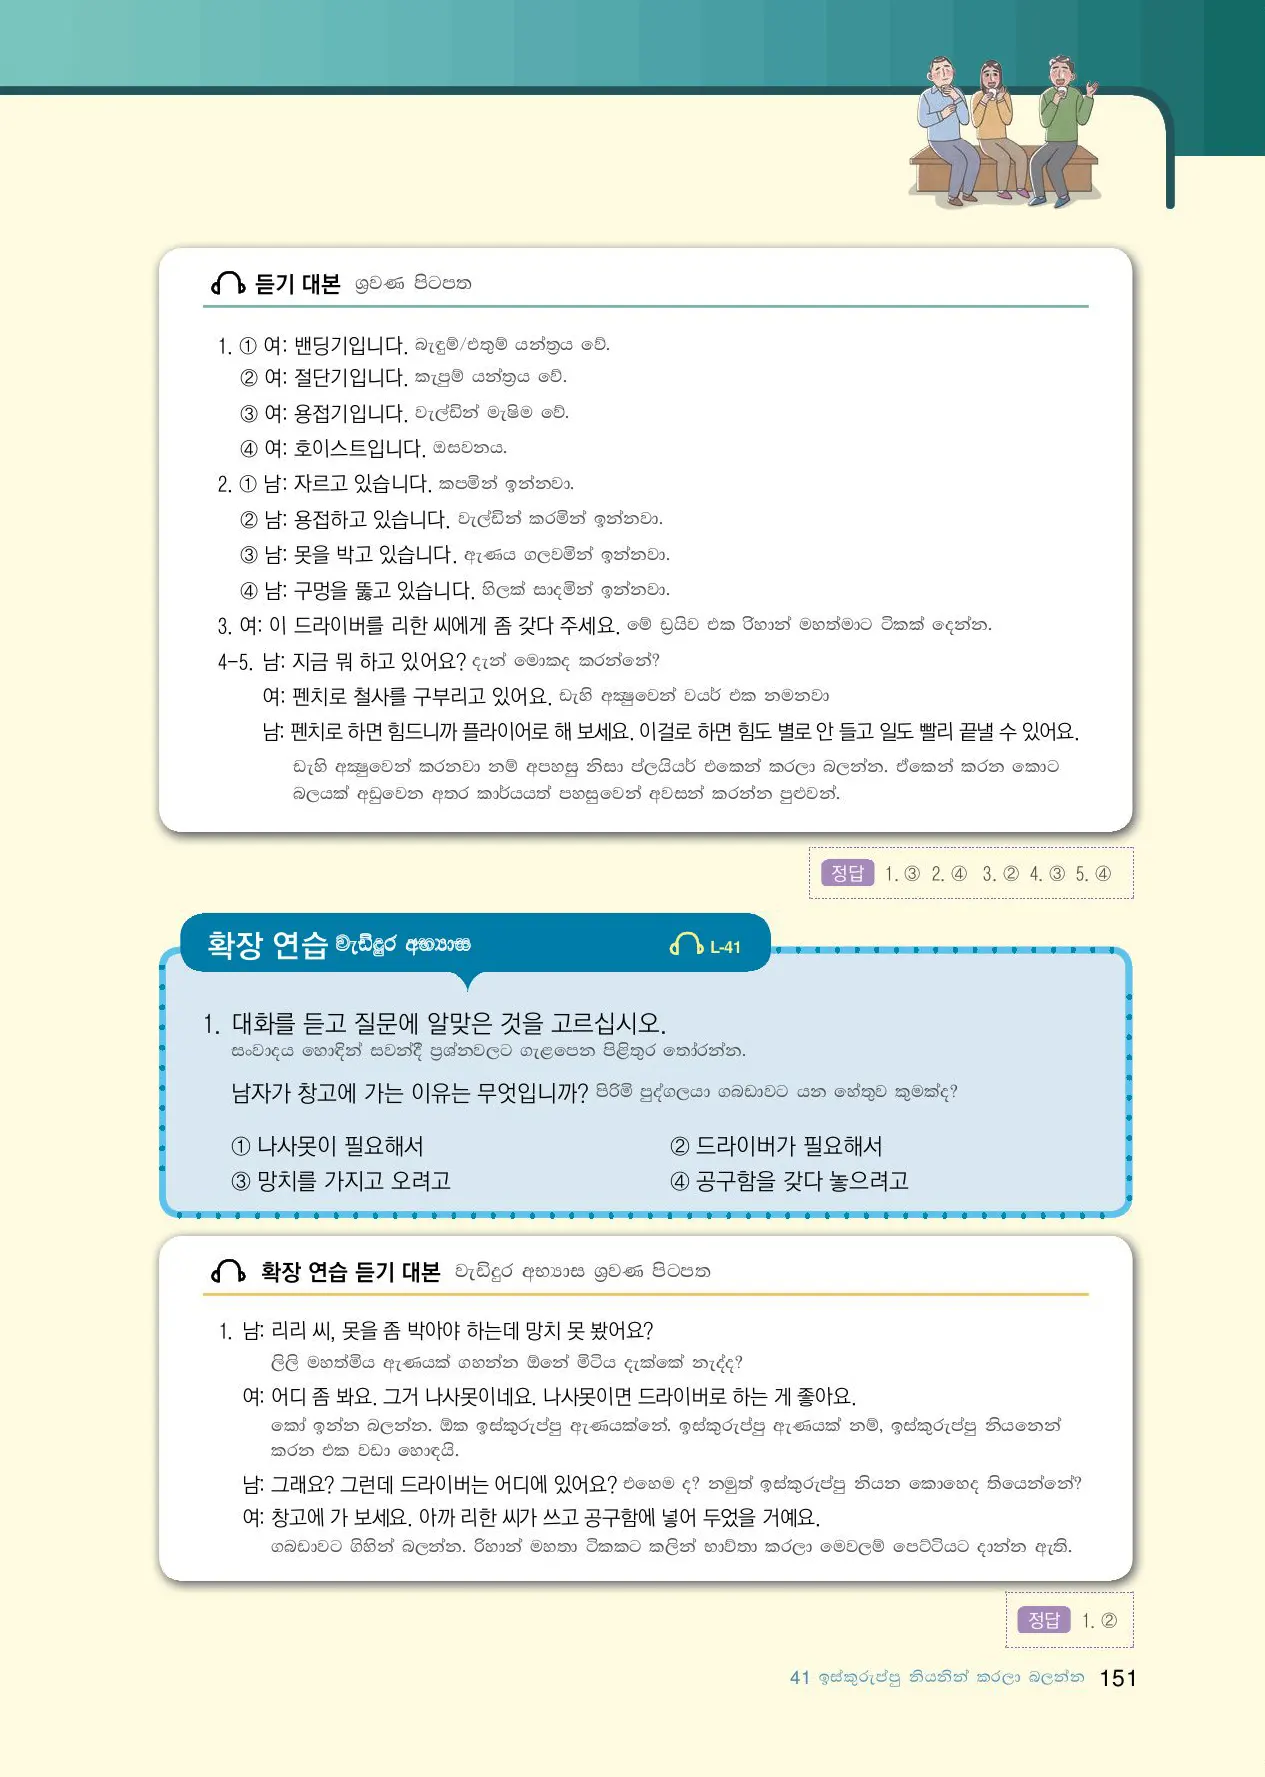 듣기 대본 ශ්‍රවණ පිටපත
1. ① 여: 밴딩기입니다. බැඳුම්/එතුම් යන්ත්‍රය වේ.
② 여: 절단기입니다. කැපුම් යන්ත්‍රය වේ.
③ 여: 용접기입니다. වැල්ඩින් මැෂිම වේ.
④ 여: 호이스트입니다. ඔසවනය.
2. ① 남: 자르고 있습니다. කපමින් ඉන්නවා.
② 남: 용접하고 있습니다. වැල්ඩින් කරමින් ඉන්නවා.
③ 남: 못을 박고 있습니다. ඇණය ගලවමින් ඉන්නවා.
④ 남: 구멍을 뚫고 있습니다. හිලක් සාදමින් ඉන්නවා.
3. 여: 이 드라이버를 리한 씨에게 좀 갖다 주세요. මේ ඩ්‍රයිව එක රිහාන් මහත්මාට ටිකක් දෙන්න.
4–5. 남: 지금 뭐 하고 있어요? දැන් මොකද කරන්නේ?
여: 펜치로 철사를 구부리고 있어요. ඩැහි අක්‍ෂුවෙන් වයර් එක නමනවා
남: 펜치로 하면 힘드니까 플라이어로 해 보세요. 이걸로 하면 힘도 별로 안 들고 일도 빨리 끝낼 수 있어요.
ඩැහි අක්‍ෂුවෙන් කරනවා නම් අපහසු නිසා ප්ලයියර් එකෙන් කරලා බලන්න. ඒකෙන් කරන කොට
බලයක් අඩුවෙන අතර කාර්යයත් පහසුවෙන් අවසන් කරන්න පුළුවන්.
정답 1. ③ 2. ④ 3. ② 4. ③ 5. ④
확장 연습 වැඩිදුර අභ්‍යාස L-41
1. 대화를 듣고 질문에 알맞은 것을 고르십시오.
සංවාදය හොඳින් සවන්දී ප්‍රශ්නවලට ගැළපෙන පිළිතුර තෝරන්න.
남자가 창고에 가는 이유는 무엇입니까? පිරිමි පුද්ගලයා ගබඩාවට යන හේතුව කුමක්ද?
① 나사못이 필요해서 ② 드라이버가 필요해서
③ 망치를 가지고 오려고 ④ 공구함을 갖다 놓으려고
확장 연습 듣기 대본 වැඩිදුර අභ්‍යාස ශ්‍රවණ පිටපත
1. 남: 리리 씨, 못을 좀 박아야 하는데 망치 못 봤어요?
ලිලි මහත්මිය ඇණයක් ගහන්න ඕනේ මිටිය දැක්කේ නැද්ද?
여: 어디 좀 봐요. 그거 나사못이네요. 나사못이면 드라이버로 하는 게 좋아요.
කෝ ඉන්න බලන්න. ඕක ඉස්කුරුප්පු ඇණයක්නේ. ඉස්කුරුප්පු ඇණයක් නම්, ඉස්කුරුප්පු නියනෙන්
කරන එක වඩා හොඳයි.
남: 그래요? 그런데 드라이버는 어디에 있어요? එහෙම ද? නමුත් ඉස්කුරුප්පු නියන කොහෙද තියෙන්නේ?
여: 창고에 가 보세요. 아까 리한 씨가 쓰고 공구함에 넣어 두었을 거예요.
ගබඩාවට ගිහින් බලන්න. රිහාන් මහතා ටිකකට කලින් භාවිතා කරලා මෙවලම් පෙට්ටියට දාන්න ඇති.
정답 1. ②
41 ඉස්කුරුප්පු නියනින් කරලා බලන්න 151